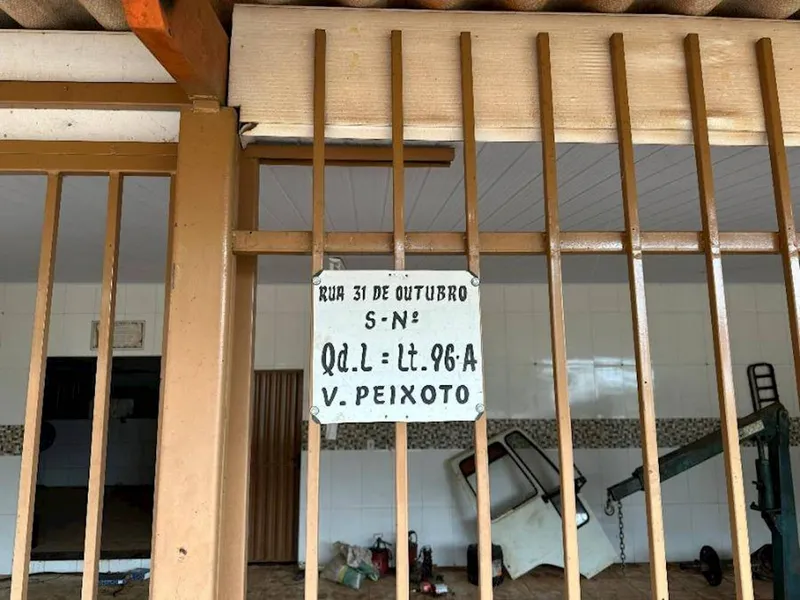 RUA 31 DE OUTUBRO
S-Nº
Qd.L = Lt.96-A
V. PEIXOTO